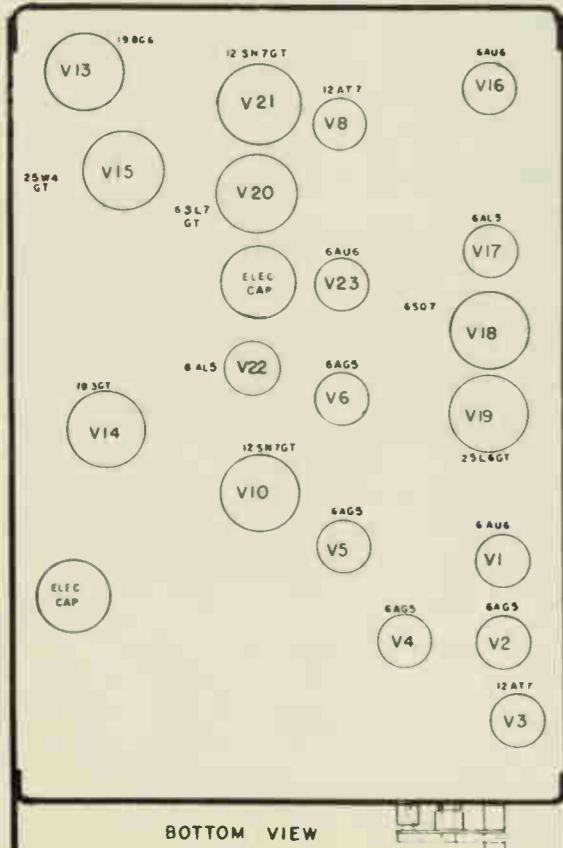 19BG6
V13
12SN7GT
V21
12AT7
V8
6AU6
V16
25W4
GT
V15
6SL7
GT
V20
6AL5
V17
ELEC
CAP
6AU6
V23
6SQ7
V18
6AL5
V22
6AG5
V6
V19
25L6GT
1B3GT
V14
12SN7GT
V10
6AG5
V5
6AU6
V1
ELEC
CAP
6AG5
V4
6AG5
V2
12AT7
V3
BOTTOM VIEW